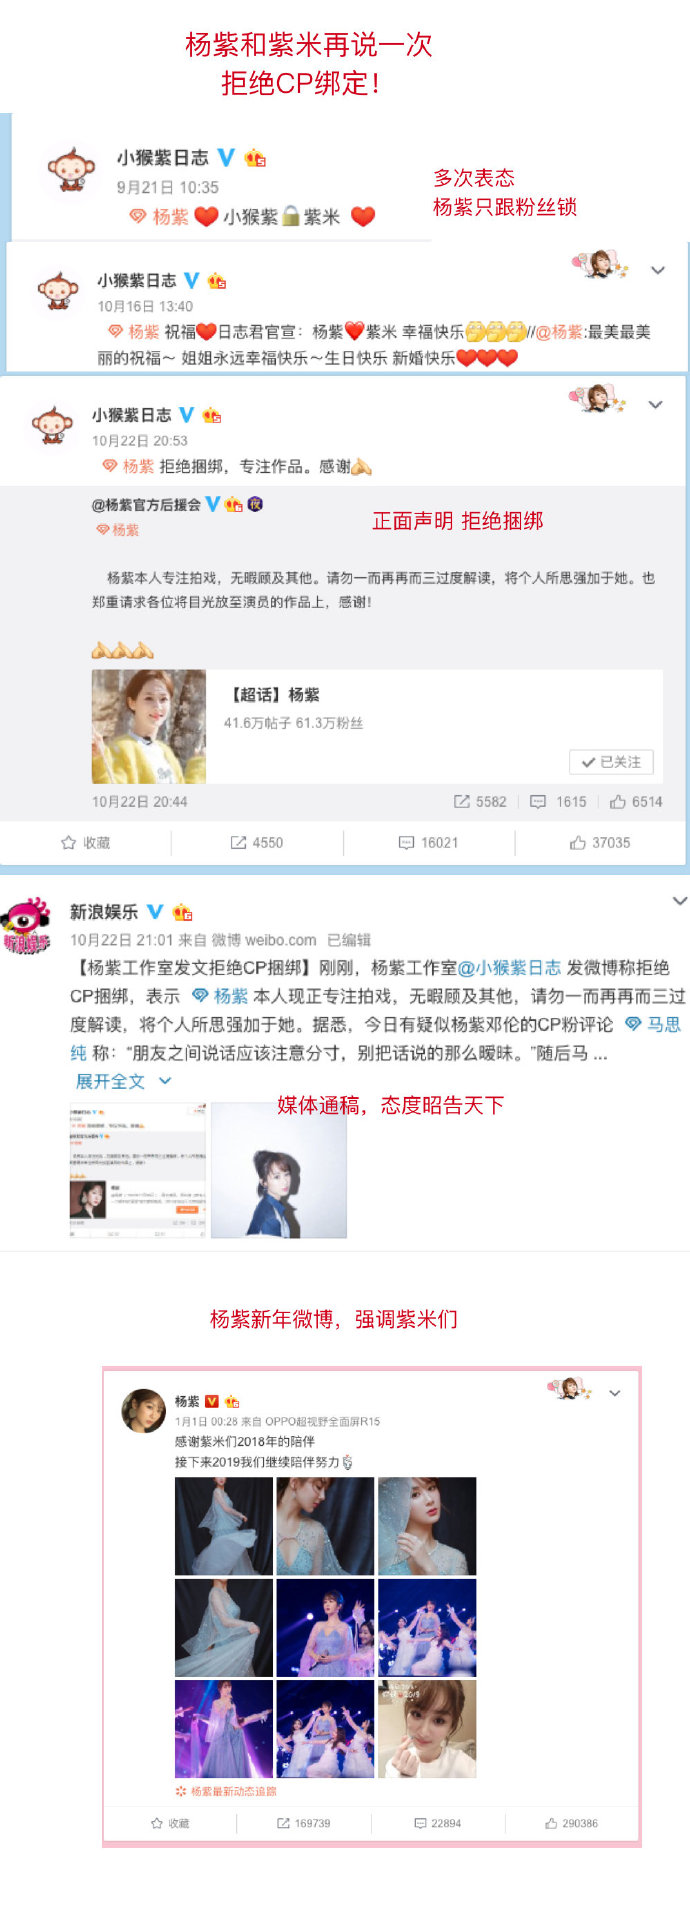 杨紫和紫米再说一次
拒绝CP绑定！
小猴紫日志
9月21日 10:35
杨紫❤️小猴紫🔒紫米 ❤️
多次表态
杨紫只跟粉丝锁
小猴紫日志
10月16日 13:40
杨紫 祝福❤️日志君官宣：杨紫❤️紫米 幸福快乐//@杨紫:最美最美
丽的祝福～ 姐姐永远幸福快乐～生日快乐 新婚快乐❤️❤️❤️
小猴紫日志
10月22日 20:53
杨紫 拒绝捆绑，专注作品。感谢🙏
@杨紫官方后援会
杨紫
正面声明 拒绝捆绑
杨紫本人专注拍戏，无暇顾及其他。请勿一而再再而三过度解读，将个人所思强加于她。也
郑重请求各位将目光放至演员的作品上，感谢！
🙏🙏🙏
【超话】杨紫
41.6万帖子 61.3万粉丝
已关注
10月22日 20:44 5582 1615 6514
收藏 4550 16021 37035
新浪娱乐
新浪娱乐
10月22日 21:01 来自 微博 weibo.com 已编辑
【杨紫工作室发文拒绝CP捆绑】刚刚，杨紫工作室@小猴紫日志 发微博称拒绝
CP捆绑，表示 杨紫 本人现正专注拍戏，无暇顾及其他，请勿一而再再而三过
度解读，将个人所思强加于她。据悉，今日有疑似杨紫邓伦的CP粉评论 马思
纯 称：“朋友之间说话应该注意分寸，别把话说的那么暧昧。”随后马 ...
展开全文
媒体通稿，态度昭告天下
杨紫新年微博，强调紫米们
杨紫
1月1日 00:28 来自 OPPO超视野全面屏R15
感谢紫米们2018年的陪伴
接下来2019我们继续陪伴努力
杨紫最新动态追踪
收藏 169739 22894 290386